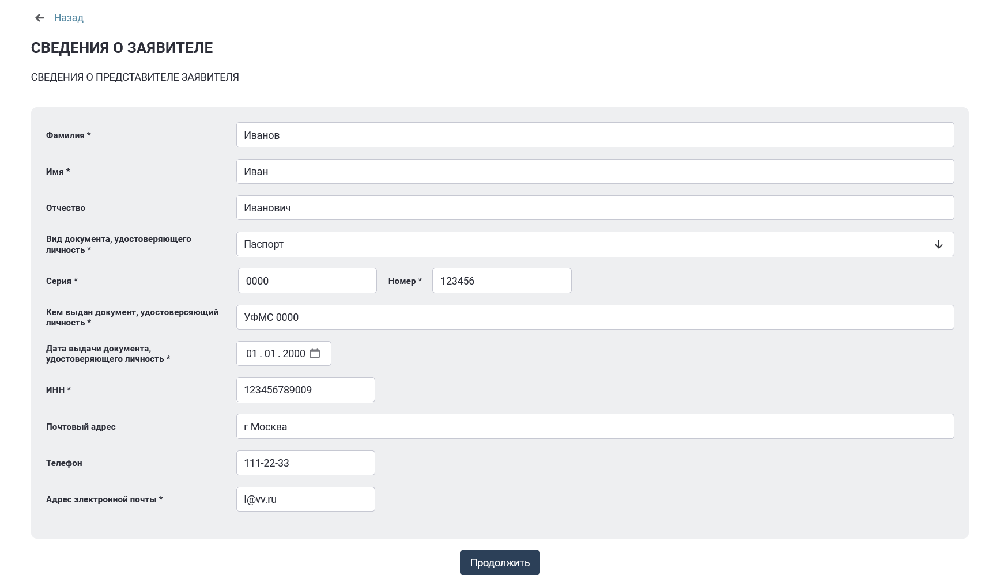 Назад
СВЕДЕНИЯ О ЗАЯВИТЕЛЕ
СВЕДЕНИЯ О ПРЕДСТАВИТЕЛЕ ЗАЯВИТЕЛЯ
Фамилия *
Иванов
Имя *
Иван
Отчество
Иванович
Вид документа, удостоверяющего
личность *
Паспорт
Серия *
0000
Номер *
123456
Кем выдан документ, удостоверсяющий
личность *
УФМС 0000
Дата выдачи документа,
удостоверяющего личность *
01 . 01 . 2000
ИНН *
123456789009
Почтовый адрес
г Москва
Телефон
111-22-33
Адрес электронной почты *
I@vv.ru
Продолжить